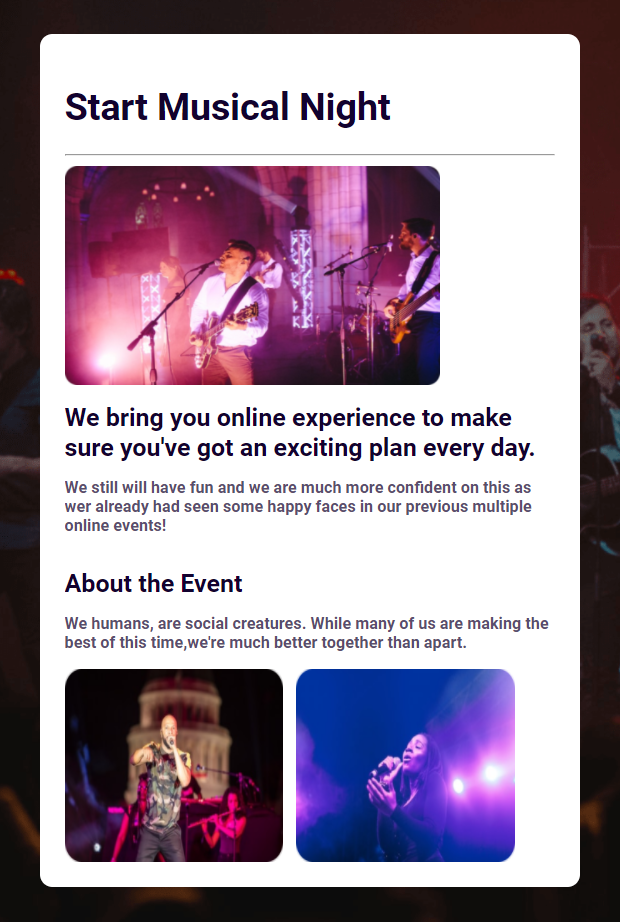 Start Musical Night
We bring you online experience to make
sure you've got an exciting plan every day.
We still will have fun and we are much more confident on this as
wer already had seen some happy faces in our previous multiple
online events!
About the Event
We humans, are social creatures. While many of us are making the
best of this time,we're much better together than apart.